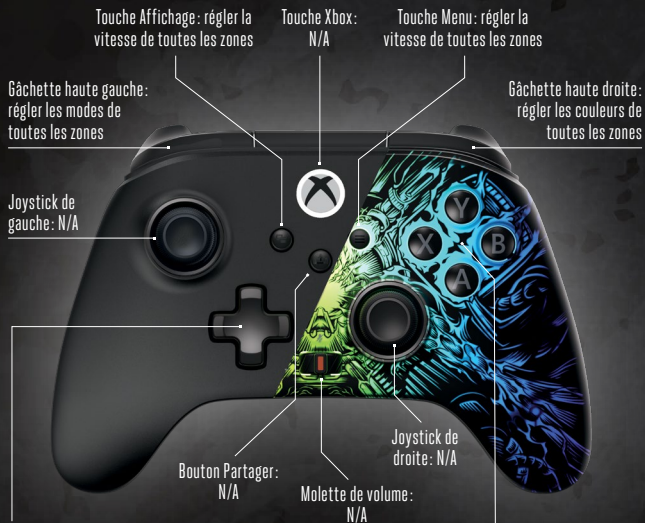 Touche Affichage: régler la
vitesse de toutes les zones
Touche Xbox:
N/A
Touche Menu: régler la
vitesse de toutes les zones
Gâchette haute gauche:
régler les modes de
toutes les zones
Gâchette haute droite:
régler les couleurs de
toutes les zones
Joystick de
gauche: N/A
Y
X
B
A
Joystick de
droite: N/A
Bouton Partager:
N/A
Molette de volume:
N/A